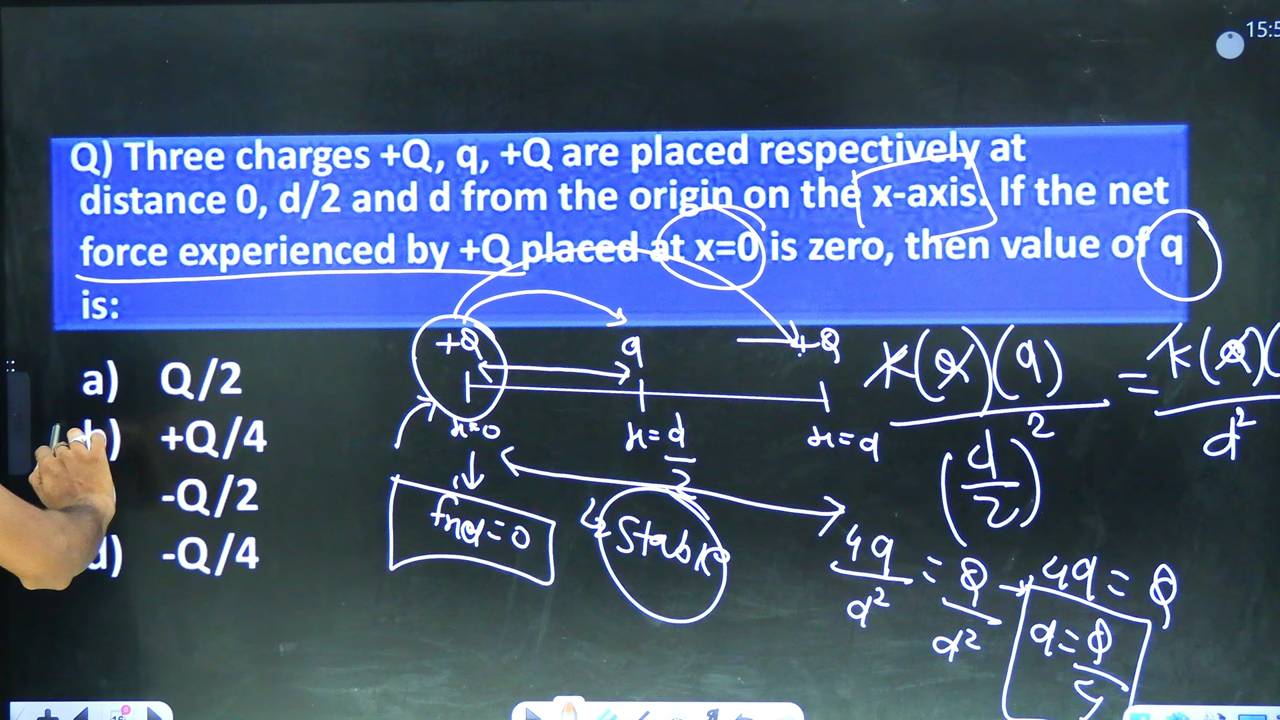 15:5
Q) Three charges +Q, q, +Q are placed respectively at
distance 0, d/2 and d from the origin on the x-axis. If the net
force experienced by +Q placed at x=0 is zero, then value of q
is:
a) Q/2
b) +Q/4
-Q/2
d) -Q/4
+Q q +Q
x=0 x=d/2 x=d
Fnet=0
Stable
K(Q)(q)/(d/2)² = K(Q)(/d²
4q/d² = Q/d² → 4q = Q
q = Q/